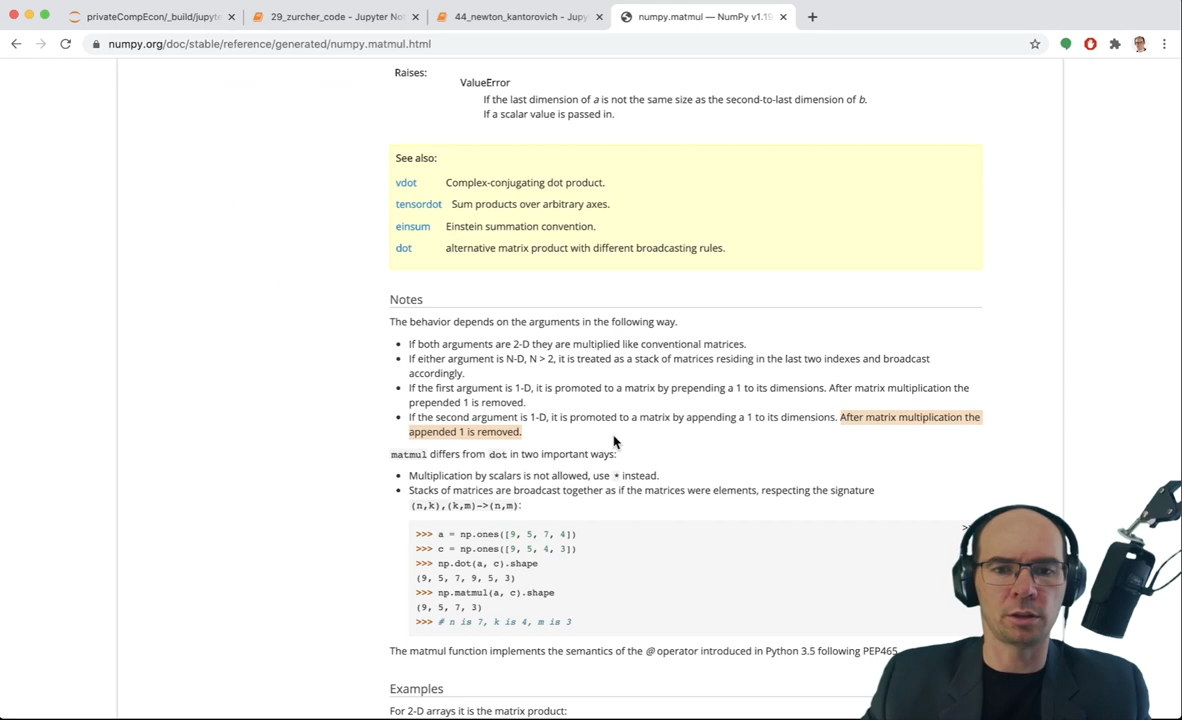 privateCompEcon/_build/jupyte
29_zurcher_code - Jupyter No
44_newton_kantorovich - Jupy
numpy.matmul — NumPy v1.19
numpy.org/doc/stable/reference/generated/numpy.matmul.html
Raises:
ValueError
If the last dimension of a is not the same size as the second-to-last dimension of b.
If a scalar value is passed in.
See also:
vdot Complex-conjugating dot product.
tensordot Sum products over arbitrary axes.
einsum Einstein summation convention.
dot alternative matrix product with different broadcasting rules.
Notes
The behavior depends on the arguments in the following way.
• If both arguments are 2-D they are multiplied like conventional matrices.
• If either argument is N-D, N > 2, it is treated as a stack of matrices residing in the last two indexes and broadcast
accordingly.
• If the first argument is 1-D, it is promoted to a matrix by prepending a 1 to its dimensions. After matrix multiplication the
prepended 1 is removed.
• If the second argument is 1-D, it is promoted to a matrix by appending a 1 to its dimensions. After matrix multiplication the
appended 1 is removed.
matmul differs from dot in two important ways:
• Multiplication by scalars is not allowed, use * instead.
• Stacks of matrices are broadcast together as if the matrices were elements, respecting the signature
(n,k),(k,m)->(n,m):
>>> a = np.ones([9, 5, 7, 4])
>>> c = np.ones([9, 5, 4, 3])
>>> np.dot(a, c).shape
(9, 5, 7, 9, 5, 3)
>>> np.matmul(a, c).shape
(9, 5, 7, 3)
>>> # n is 7, k is 4, m is 3
The matmul function implements the semantics of the @ operator introduced in Python 3.5 following PEP465.
Examples
For 2-D arrays it is the matrix product: